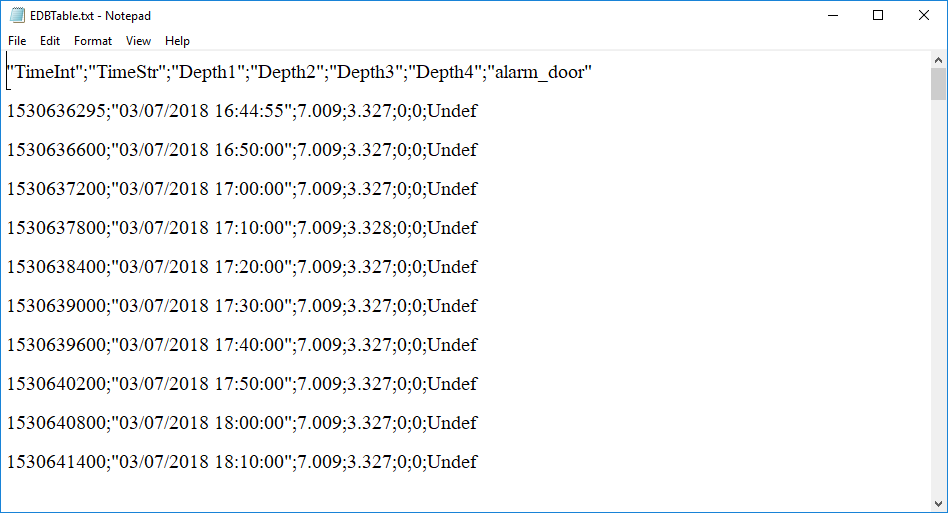 EDBTable.txt - Notepad
File Edit Format View Help
"TimeInt";"TimeStr";"Depth1";"Depth2";"Depth3";"Depth4";"alarm_door"
1530636295;"03/07/2018 16:44:55";7.009;3.327;0;0;Undef
1530636600;"03/07/2018 16:50:00";7.009;3.327;0;0;Undef
1530637200;"03/07/2018 17:00:00";7.009;3.327;0;0;Undef
1530637800;"03/07/2018 17:10:00";7.009;3.328;0;0;Undef
1530638400;"03/07/2018 17:20:00";7.009;3.327;0;0;Undef
1530639000;"03/07/2018 17:30:00";7.009;3.327;0;0;Undef
1530639600;"03/07/2018 17:40:00";7.009;3.327;0;0;Undef
1530640200;"03/07/2018 17:50:00";7.009;3.327;0;0;Undef
1530640800;"03/07/2018 18:00:00";7.009;3.327;0;0;Undef
1530641400;"03/07/2018 18:10:00";7.009;3.327;0;0;Undef